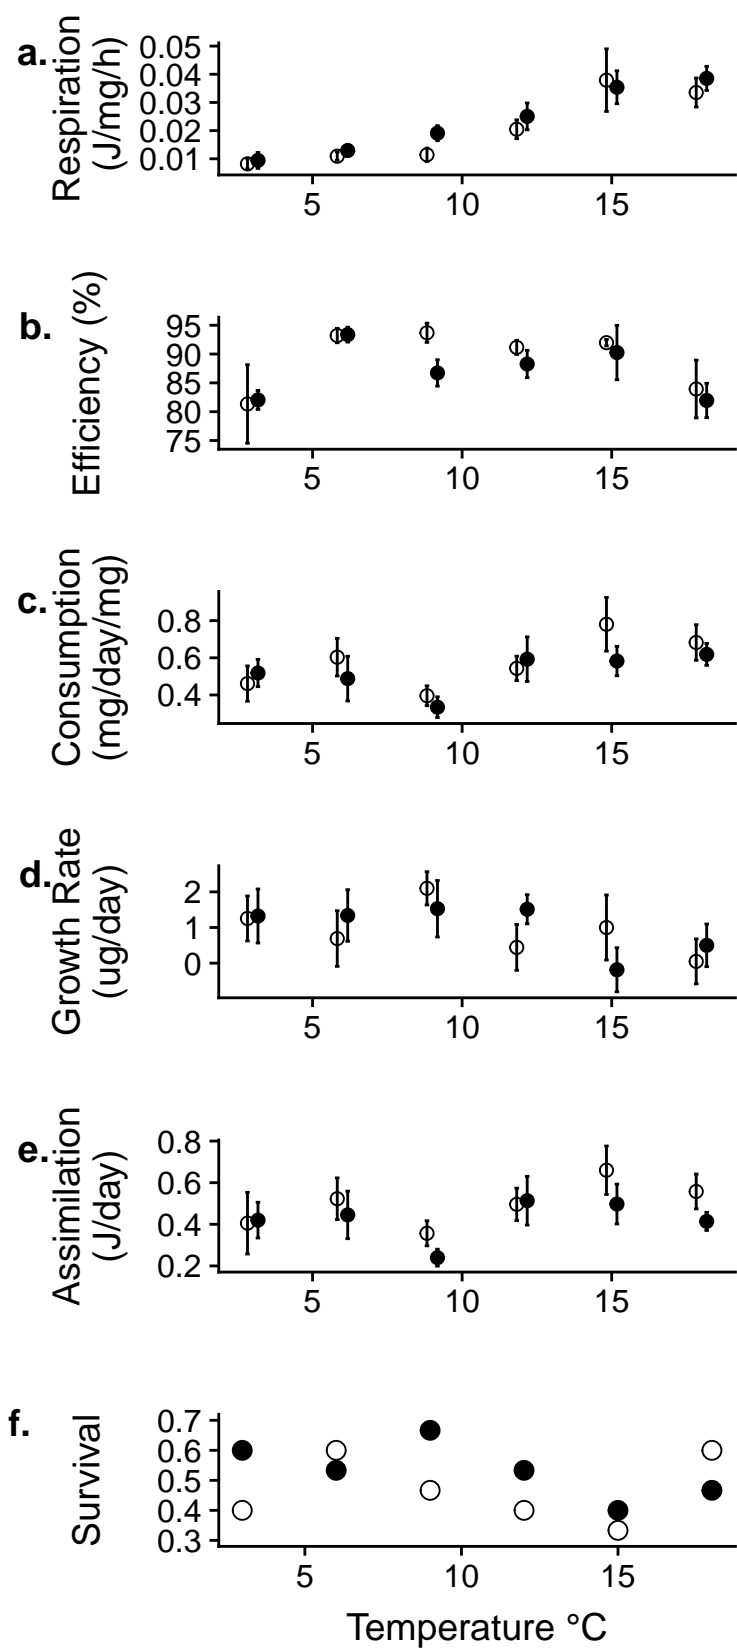 a.
Respiration
(J/mg/h)
0.05
0.04
0.03
0.02
0.01
5 10 15
b.
Efficiency (%)
95
90
85
80
75
5 10 15
c.
Consumption
(mg/day/mg)
0.8
0.6
0.4
5 10 15
d.
Growth Rate
(ug/day)
2
1
0
5 10 15
e.
Assimilation
(J/day)
0.8
0.6
0.4
0.2
5 10 15
f.
Survival
0.7
0.6
0.5
0.4
0.3
5 10 15
Temperature °C